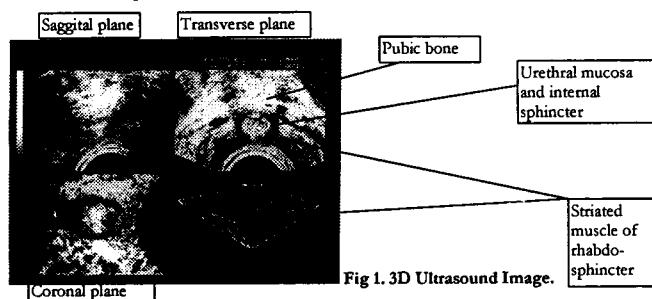 Saggital plane
Transverse plane
Pubic bone
Urethral mucosa
and internal
sphincter
Striated
muscle of
rhabdo-
sphincter
Fig 1. 3D Ultrasound Image.
Coronal plane